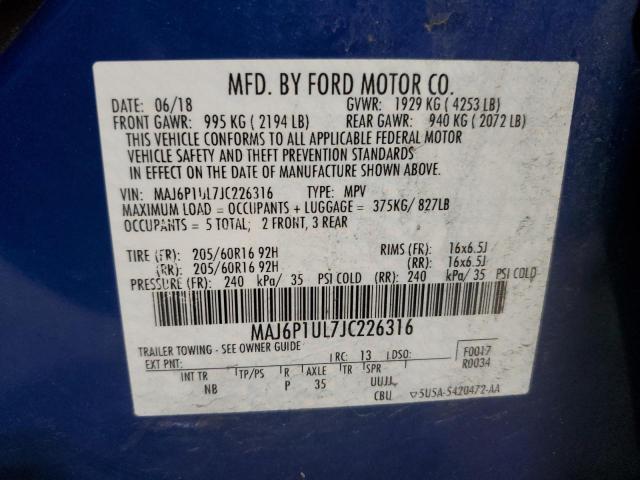 MFD. BY FORD MOTOR CO.
DATE: 06/18 GVWR: 1929 KG ( 4253 LB)
FRONT GAWR: 995 KG ( 2194 LB) REAR GAWR: 940 KG ( 2072 LB)
THIS VEHICLE CONFORMS TO ALL APPLICABLE FEDERAL MOTOR
VEHICLE SAFETY AND THEFT PREVENTION STANDARDS
IN EFFECT ON THE DATE OF MANUFACTURE SHOWN ABOVE.
VIN: MAJ6P1UL7JC226316 TYPE: MPV
MAXIMUM LOAD = OCCUPANTS + LUGGAGE = 375KG/ 827LB
OCCUPANTS = 5 TOTAL; 2 FRONT, 3 REAR
TIRE (FR): 205/60R16 92H RIMS (FR): 16x6.5J
(RR): 205/60R16 92H (RR): 16x6.5J
PRESSURE(FR): 240 kPa/ 35 PSI COLD (RR): 240 kPa/ 35 PSI COLD
MAJ6P1UL7JC226316
TRAILER TOWING - SEE OWNER GUIDE
EXT PNT: RC: 13 DSO: F0017
R0034
INT TR TP/PS R AXLE TR SPR
NB P 35 UUJJ
CBU ▽5U5A-S420472-AA